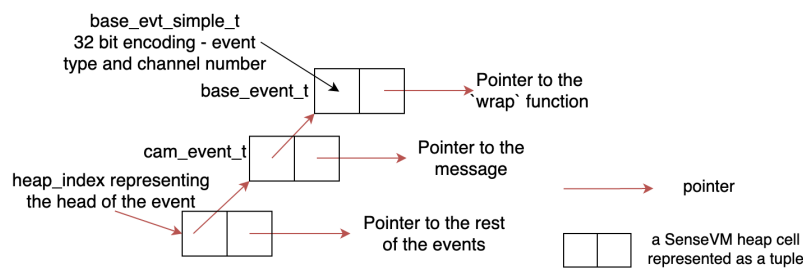 base_evt_simple_t
32 bit encoding - event
type and channel number
base_event_t
Pointer to the
`wrap` function
cam_event_t
Pointer to the
message
heap_index representing
the head of the event
Pointer to the rest
of the events
pointer
a SenseVM heap cell
represented as a tuple